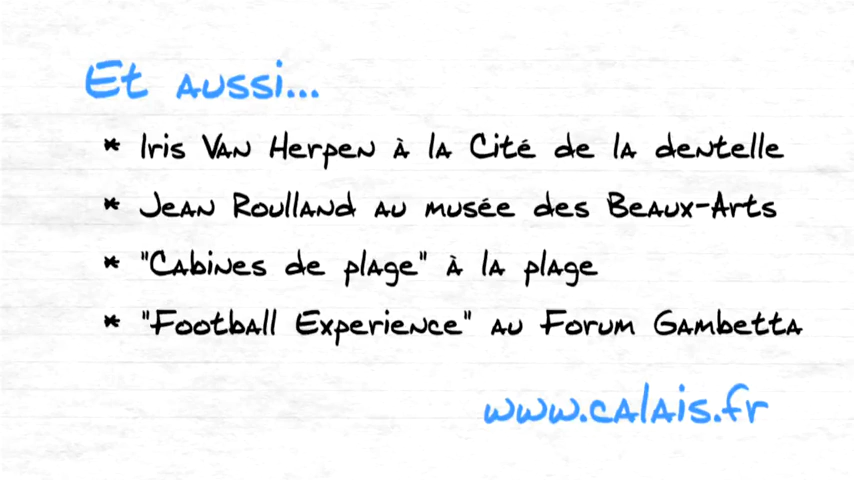 Et aussi...
* Iris Van Herpen à la Cité de la dentelle
* Jean Roulland au musée des Beaux-Arts
* "Cabines de plage" à la plage
* "Football Experience" au Forum Gambetta
www.calais.fr